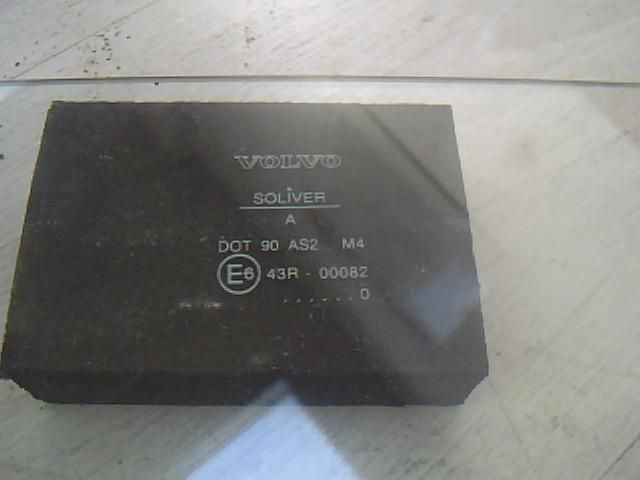 VOLVO
SOLIVER
A
DOT 90 AS2 M4
E6 43R - 00082
. . . . . . 0